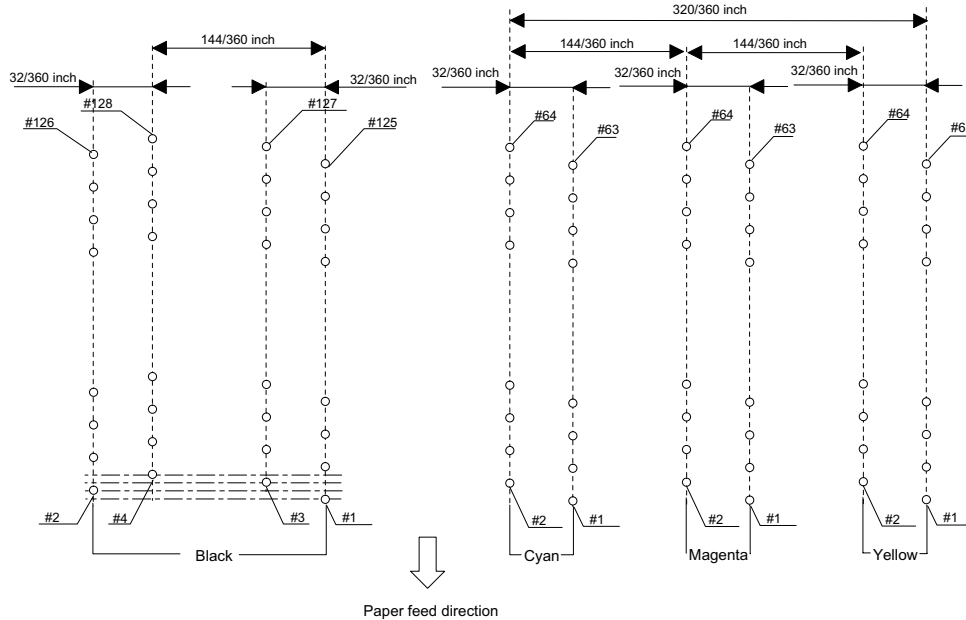 320/360 inch
144/360 inch
144/360 inch
144/360 inch
32/360 inch
32/360 inch
32/360 inch
32/360 inch
32/360 inch
#128
#127
#126
#125
#64
#63
#64
#63
#64
#2
#4
#3
#1
#2
#1
#2
#1
#2
#1
Black
Cyan
Magenta
Yellow
Paper feed direction